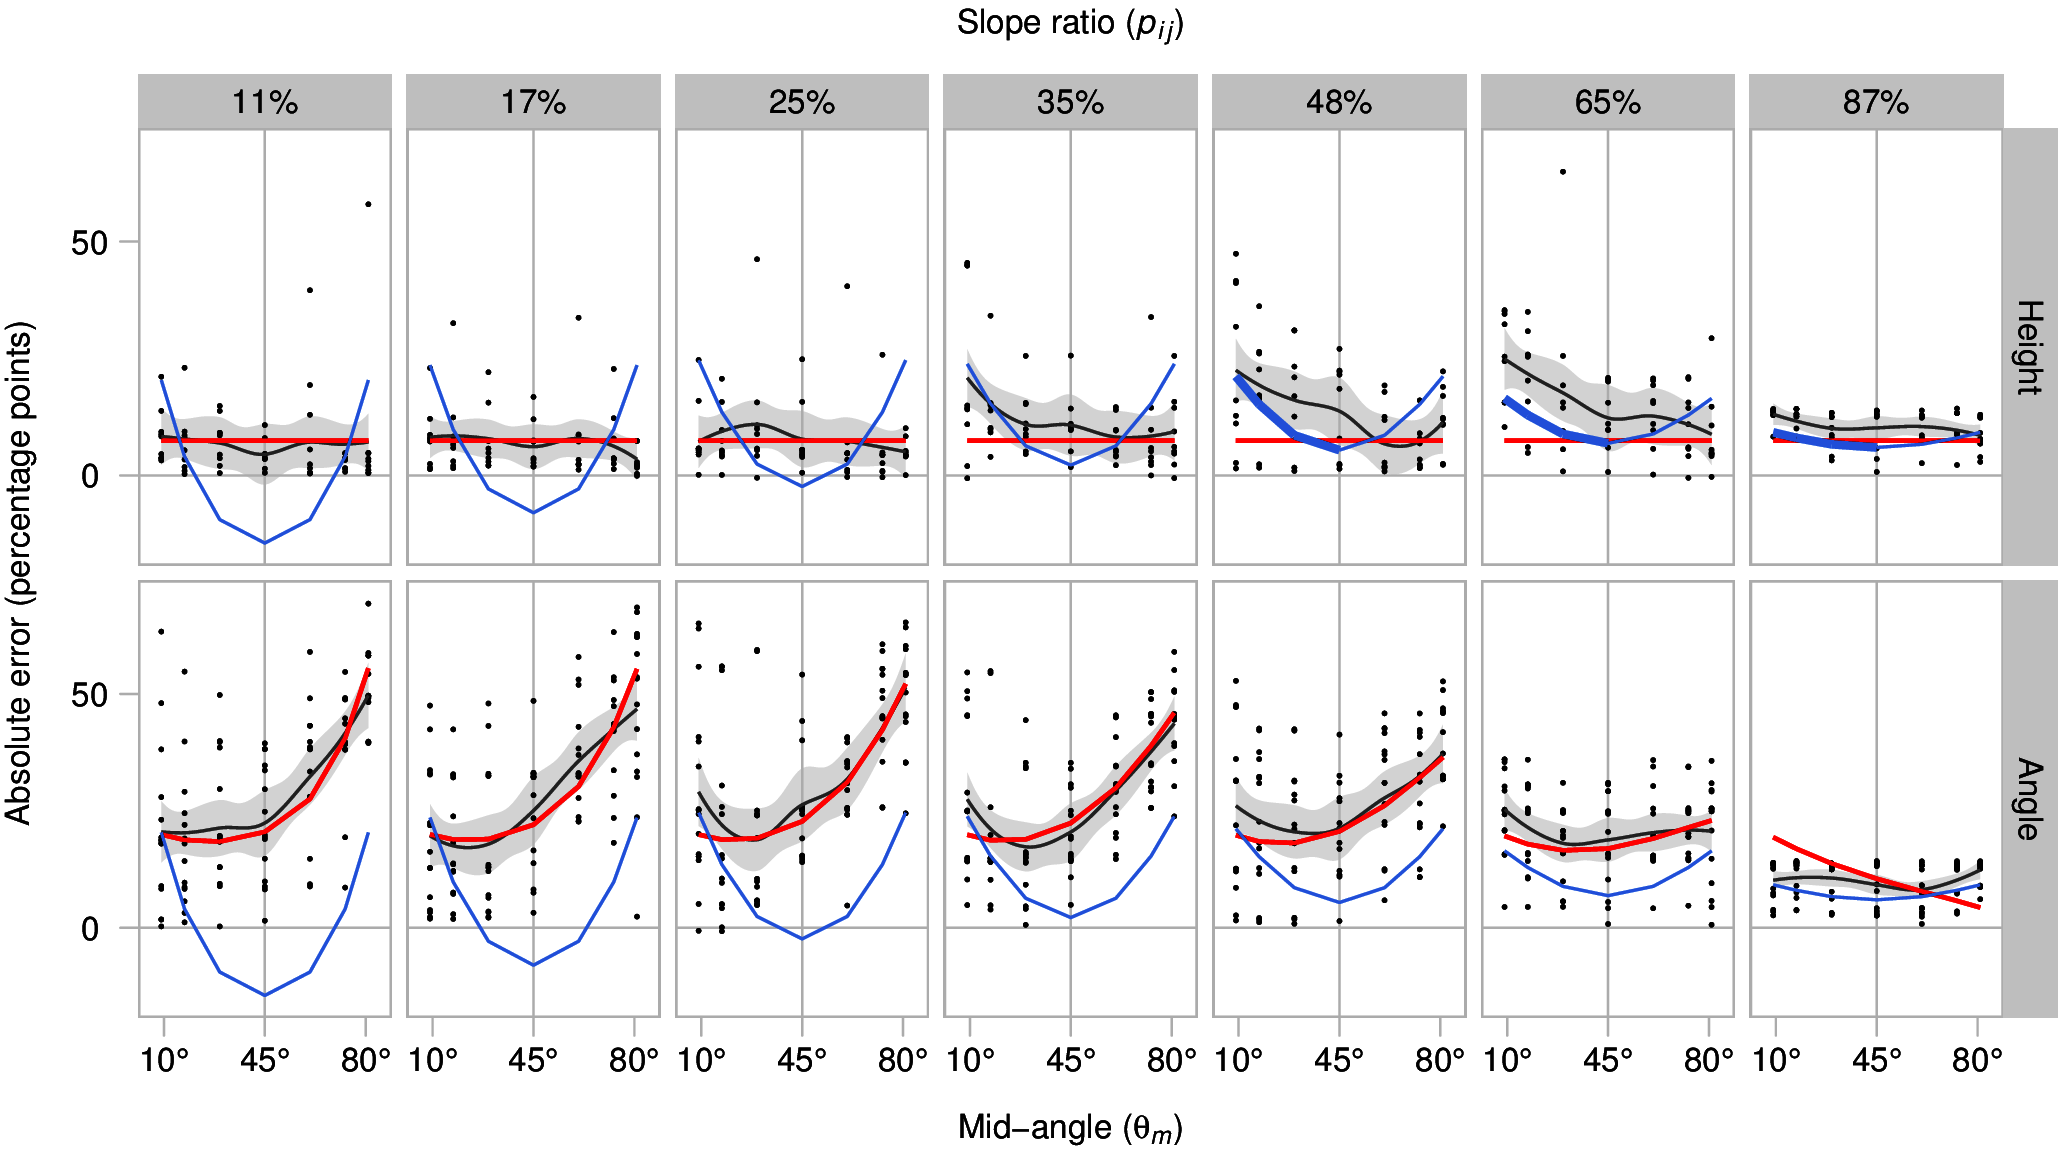 Slope ratio (pij)
11% 17% 25% 35% 48% 65% 87%
Absolute error (percentage points)
50
0
Height
50
0
Angle
10° 45° 80° 10° 45° 80° 10° 45° 80° 10° 45° 80° 10° 45° 80° 10° 45° 80° 10° 45° 80°
Mid−angle (θm)